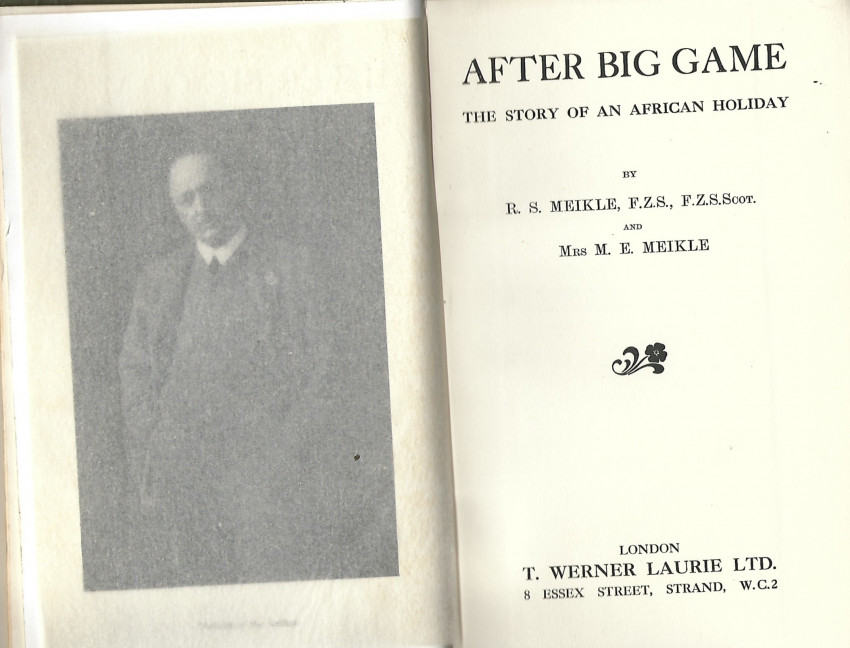 AFTER BIG GAME
THE STORY OF AN AFRICAN HOLIDAY
BY
R. S. MEIKLE, F.Z.S., F.Z.S.Scot.
AND
Mrs M. E. MEIKLE
LONDON
T. WERNER LAURIE LTD.
8 ESSEX STREET, STRAND, W.C.2